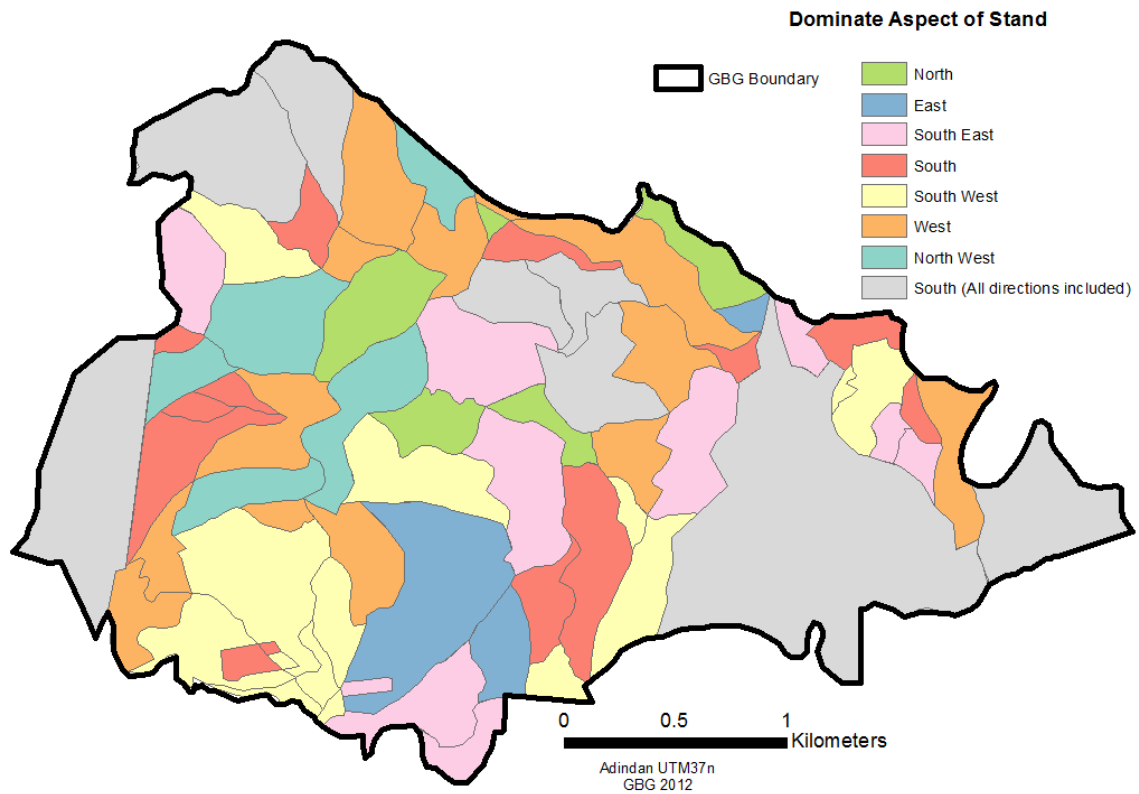 Dominate Aspect of Stand
GBG Boundary
North
East
South East
South
South West
West
North West
South (All directions included)
0 0.5 1
Kilometers
Adindan UTM37n
GBG 2012